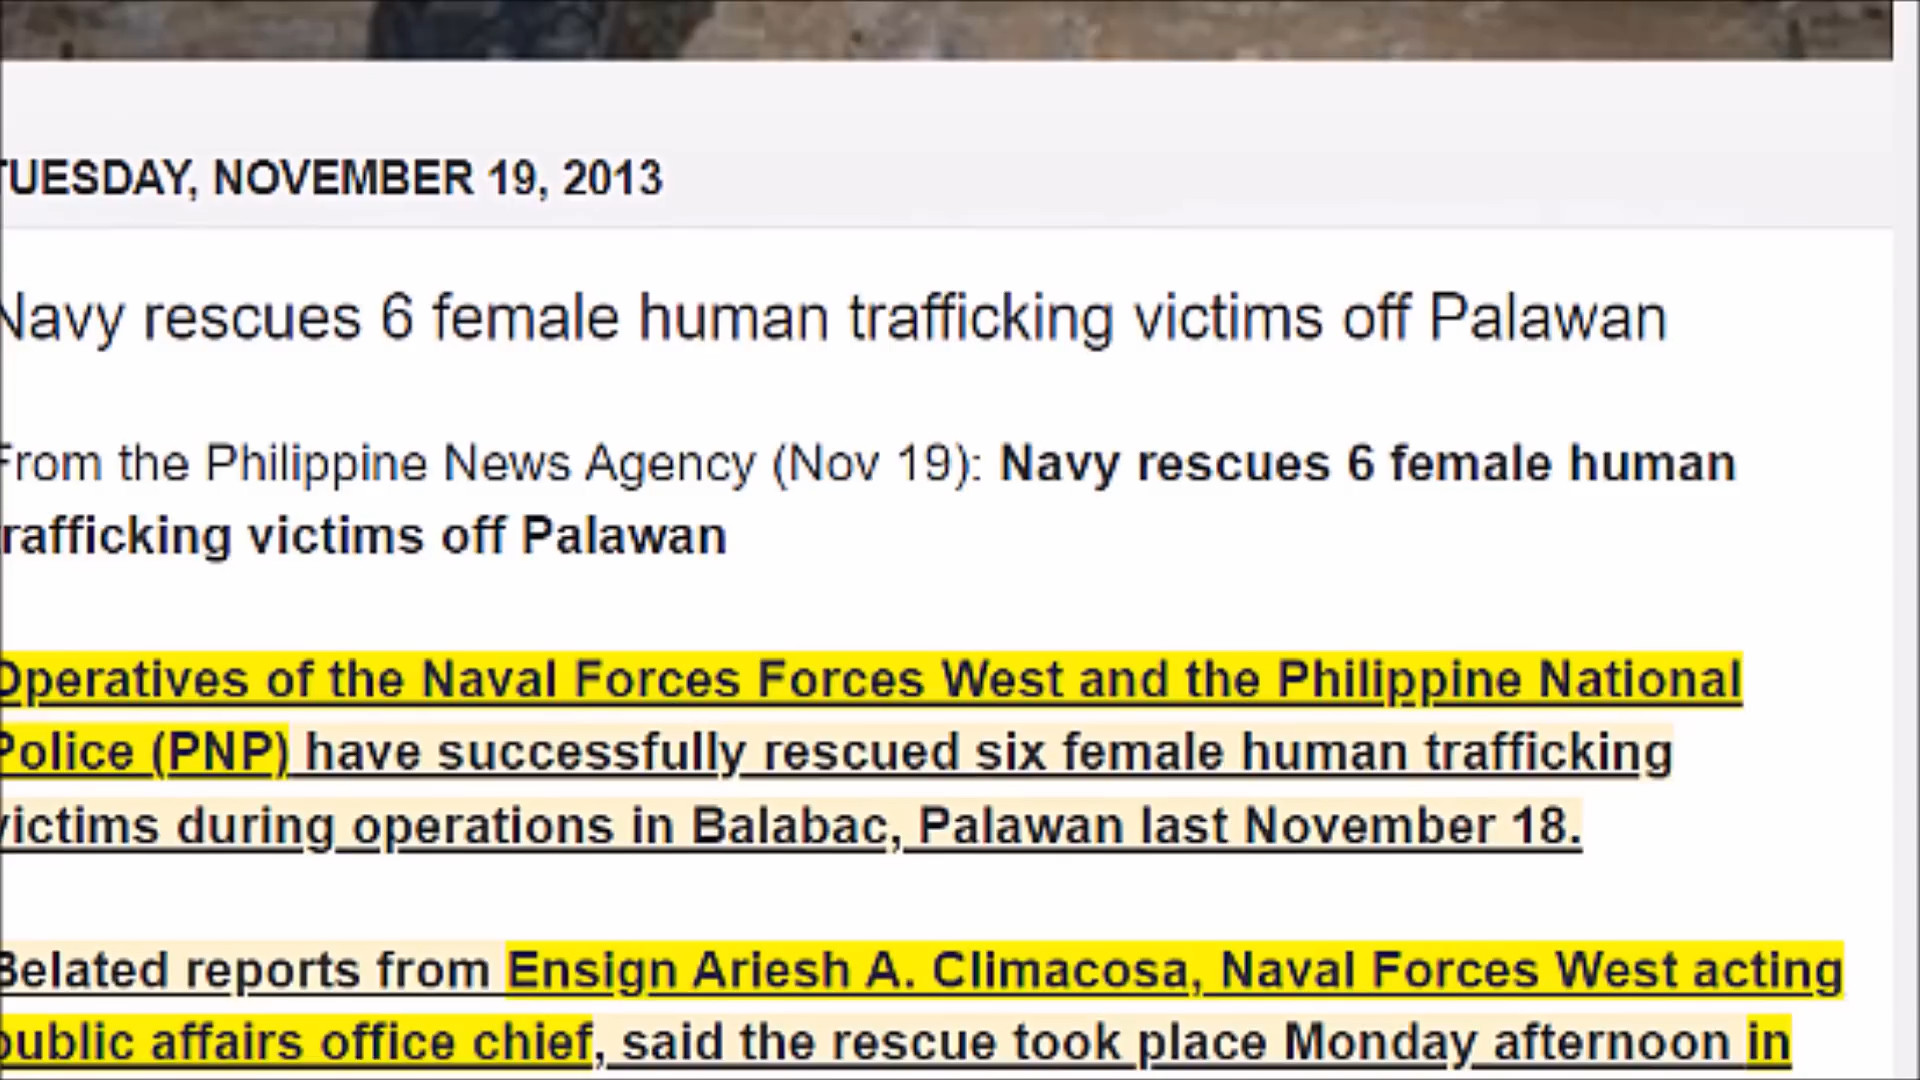 TUESDAY, NOVEMBER 19, 2013
Navy rescues 6 female human trafficking victims off Palawan
From the Philippine News Agency (Nov 19): Navy rescues 6 female human
trafficking victims off Palawan
Operatives of the Naval Forces Forces West and the Philippine National
Police (PNP) have successfully rescued six female human trafficking
victims during operations in Balabac, Palawan last November 18.
Belated reports from Ensign Ariesh A. Climacosa, Naval Forces West acting
public affairs office chief, said the rescue took place Monday afternoon in